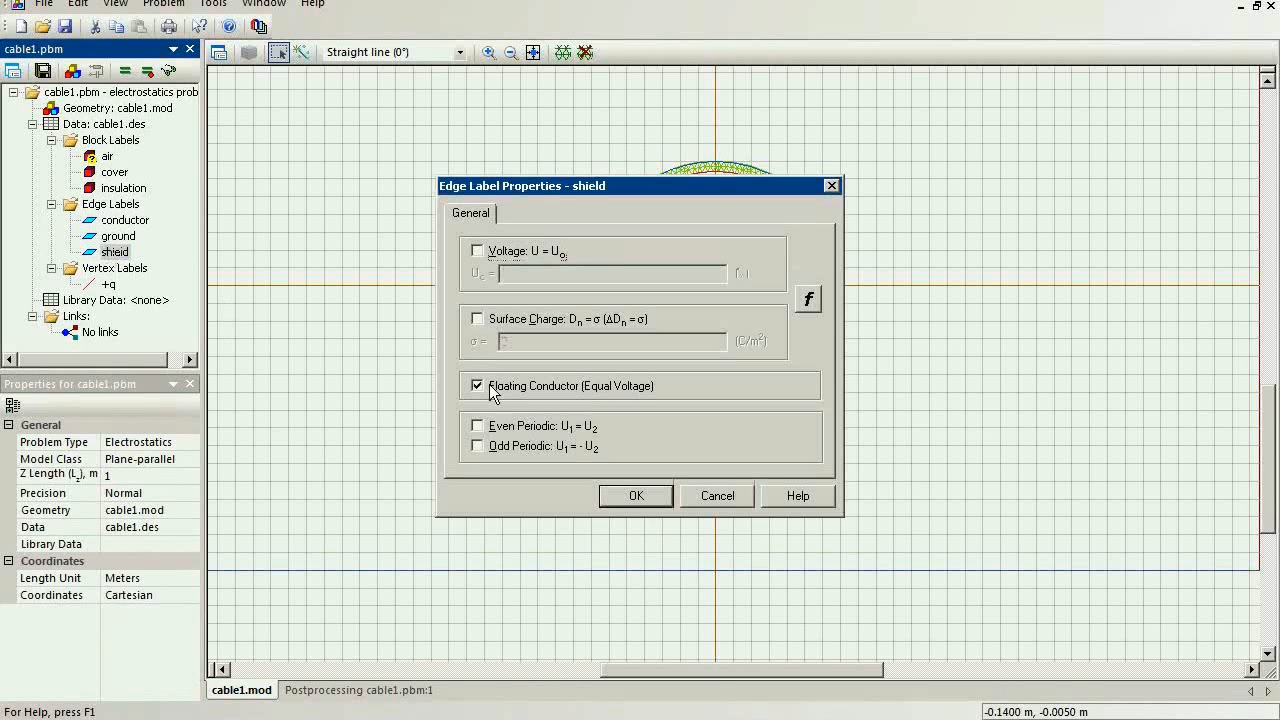 File Edit View Problem Tools Window Help
cable1.pbm
Straight line (0°)
cable1.pbm - electrostatics prob
Geometry: cable1.mod
Data: cable1.des
Block Labels
air
cover
insulation
Edge Labels
conductor
ground
shield
Vertex Labels
+q
Library Data: <none>
Links:
No links
Properties for cable1.pbm
General
Problem Type Electrostatics
Model Class Plane-parallel
Z Length (Lz), m 1
Precision Normal
Geometry cable1.mod
Data cable1.des
Library Data
Coordinates
Length Unit Meters
Coordinates Cartesian
Edge Label Properties - shield
General
Voltage: U = U₀:
f
Surface Charge: Dn = σ (ΔDn = σ)
σ = (C/m²)
Floating Conductor (Equal Voltage)
Even Periodic: U₁ = U₂
Odd Periodic: U₁ = - U₂
OK Cancel Help
cable1.mod Postprocessing cable1.pbm:1
For Help, press F1
-0.1400 m, -0.0050 m